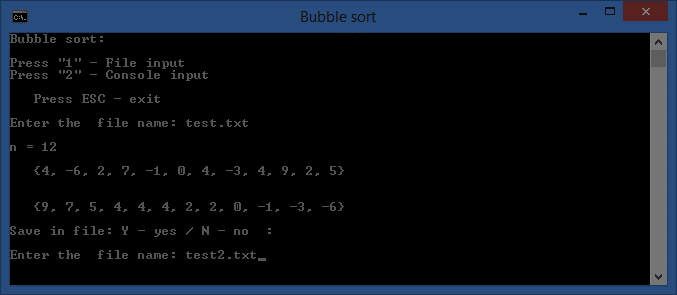 Bubble sort
Bubble sort:
Press "1" - File input
Press "2" - Console input
Press ESC - exit
Enter the  file name: test.txt
n = 12
{4, -6, 2, 7, -1, 0, 4, -3, 4, 9, 2, 5}
{9, 7, 5, 4, 4, 4, 2, 2, 0, -1, -3, -6}
Save in file: Y - yes / N - no  :
Enter the  file name: test2.txt_